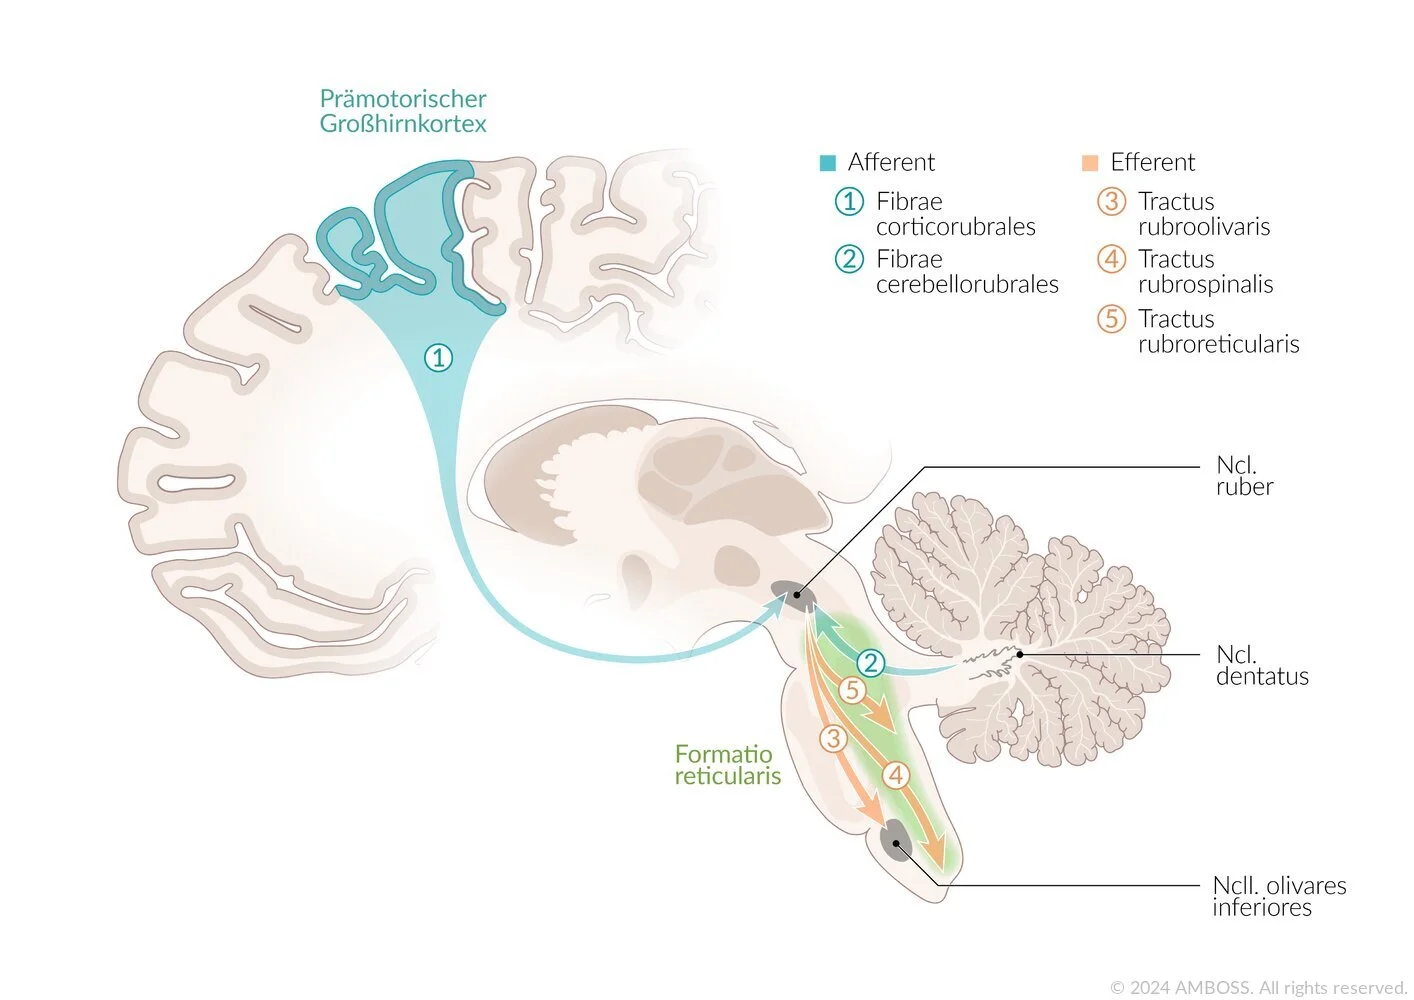 Prämotorischer
Großhirnkortex
Afferent
1 Fibrae
corticorubrales
2 Fibrae
cerebellorubrales
Efferent
3 Tractus
rubroolivaris
4 Tractus
rubrospinalis
5 Tractus
rubroreticularis
1
Ncl.
ruber
Ncl.
dentatus
2
5
3
4
Formatio
reticularis
Ncll. olivares
inferiores
© 2024 AMBOSS. All rights reserved.